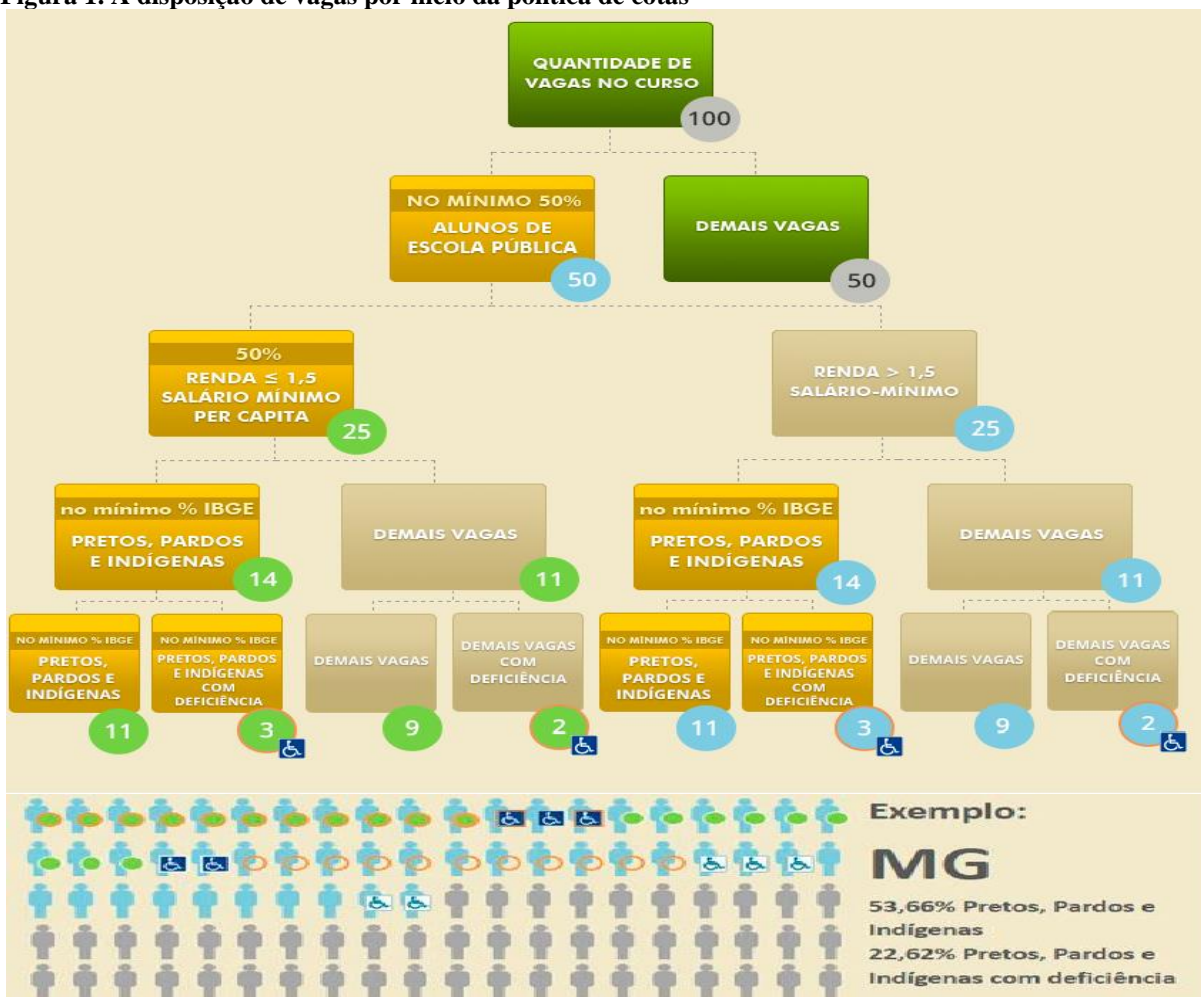 Figura 1. A disposição de vagas por meio da política de cotas
QUANTIDADE DE
VAGAS NO CURSO
100
NO MÍNIMO 50%
ALUNOS DE
ESCOLA PÚBLICA
50
DEMAIS VAGAS
50
50%
RENDA ≤ 1,5
SALÁRIO MÍNIMO
PER CAPITA
25
RENDA > 1,5
SALÁRIO-MÍNIMO
25
no mínimo % IBGE
PRETOS, PARDOS
E INDÍGENAS
14
DEMAIS VAGAS
11
no mínimo % IBGE
PRETOS, PARDOS
E INDÍGENAS
14
DEMAIS VAGAS
11
NO MÍNIMO % IBGE
PRETOS,
PARDOS E
INDÍGENAS
11
NO MÍNIMO % IBGE
PRETOS, PARDOS
E INDÍGENAS
COM
DEFICIÊNCIA
3
DEMAIS VAGAS
9
DEMAIS VAGAS
COM
DEFICIÊNCIA
2
NO MÍNIMO % IBGE
PRETOS,
PARDOS E
INDÍGENAS
11
NO MÍNIMO % IBGE
PRETOS, PARDOS
E INDÍGENAS
COM
DEFICIÊNCIA
3
DEMAIS VAGAS
9
DEMAIS VAGAS
COM
DEFICIÊNCIA
2
Exemplo:
MG
53,66% Pretos, Pardos e
Indígenas
22,62% Pretos, Pardos e
Indígenas com deficiência